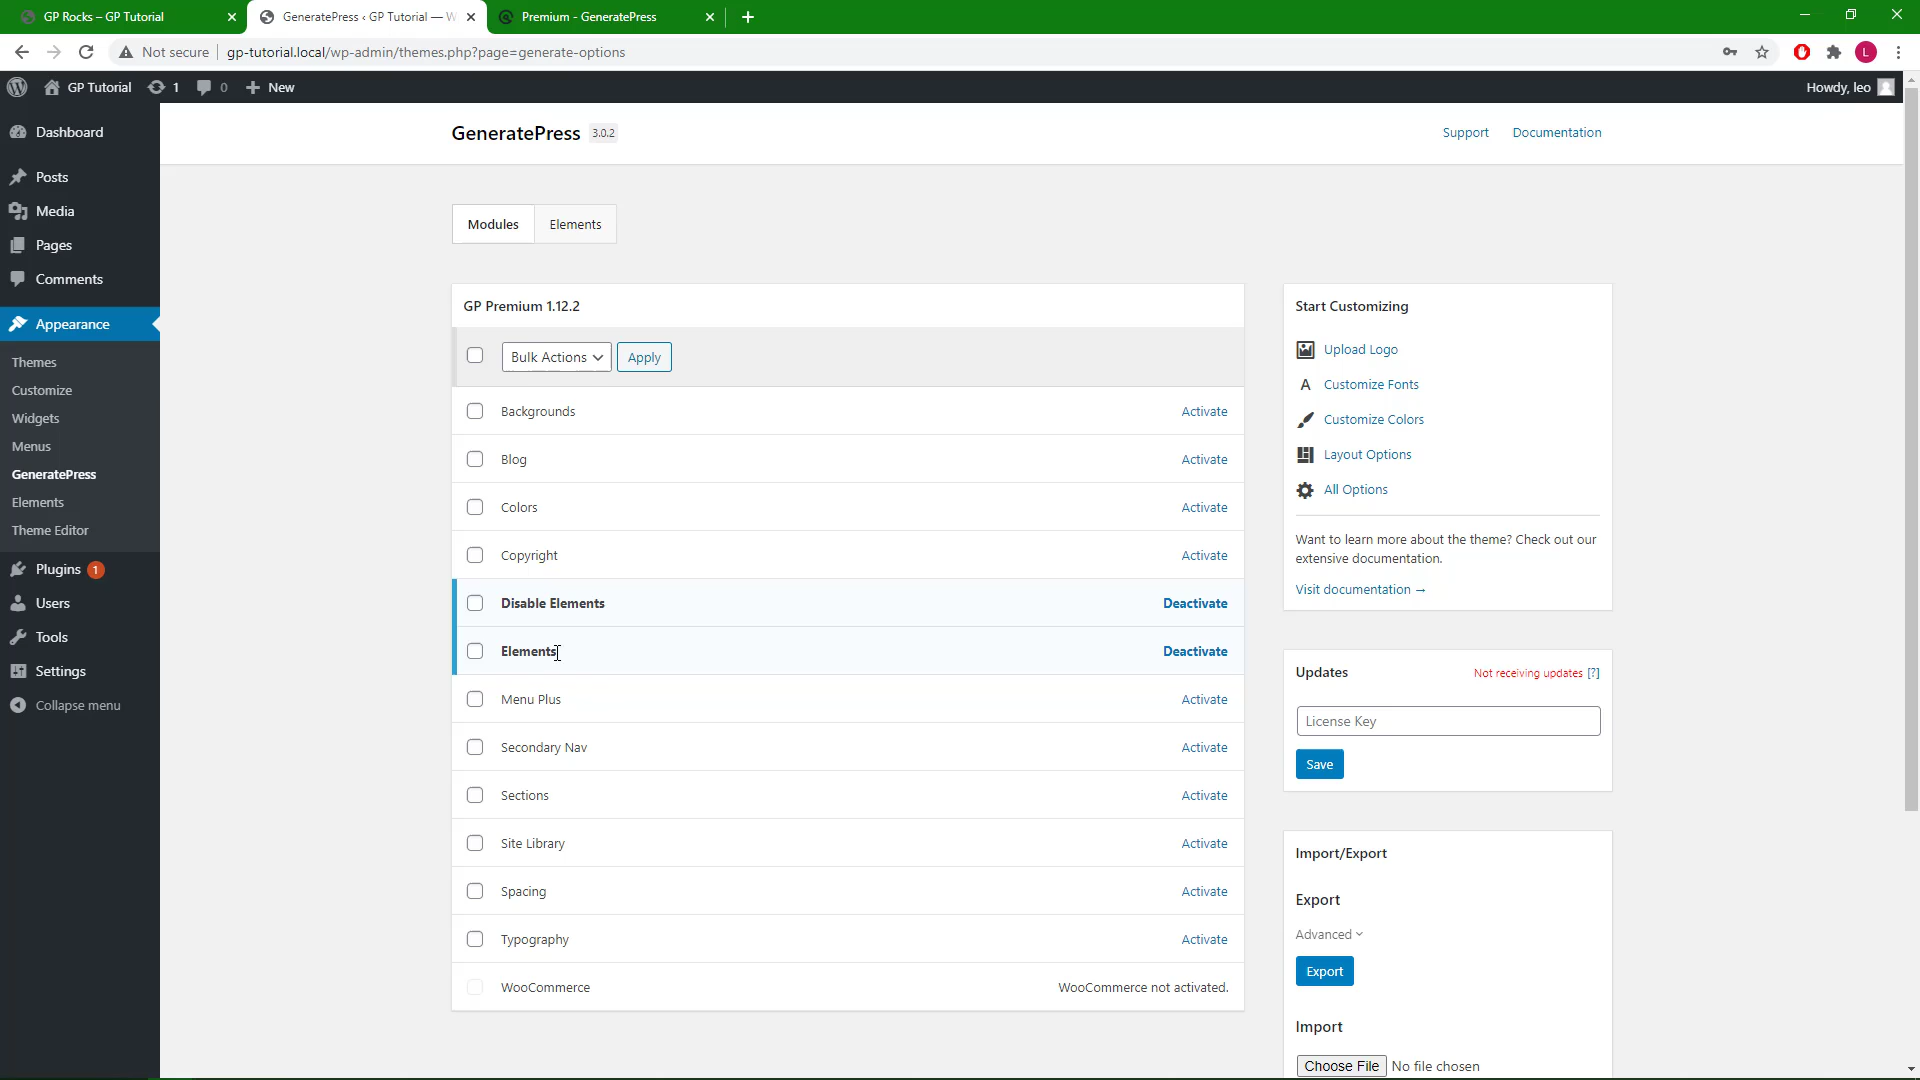 GP Rocks – GP Tutorial
GeneratePress ‹ GP Tutorial — W
Premium - GeneratePress
Not secure
gp-tutorial.local/wp-admin/themes.php?page=generate-options
L
GP Tutorial
1
0
New
Howdy, leo
Dashboard
Posts
Media
Pages
Comments
Appearance
Themes
Customize
Widgets
Menus
GeneratePress
Elements
Theme Editor
Plugins 1
Users
Tools
Settings
Collapse menu
GeneratePress 3.0.2
Support
Documentation
Modules
Elements
GP Premium 1.12.2
Bulk Actions
Apply
Backgrounds Activate
Blog Activate
Colors Activate
Copyright Activate
Disable Elements Deactivate
Elements Deactivate
Menu Plus Activate
Secondary Nav Activate
Sections Activate
Site Library Activate
Spacing Activate
Typography Activate
WooCommerce WooCommerce not activated.
Start Customizing
Upload Logo
A Customize Fonts
Customize Colors
Layout Options
All Options
Want to learn more about the theme? Check out our
extensive documentation.
Visit documentation →
Updates Not receiving updates [?]
License Key
Save
Import/Export
Export
Advanced
Export
Import
Choose File No file chosen